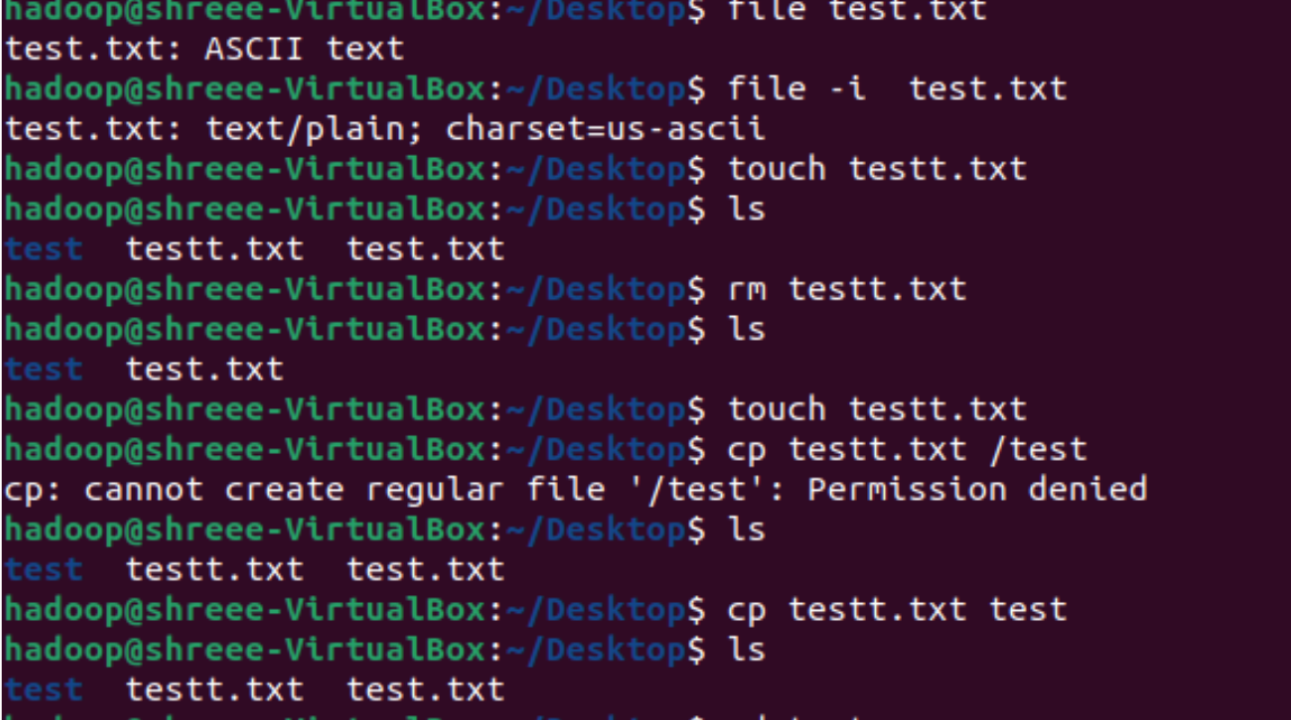 hadoop@shreee-VirtualBox:~/Desktop$ file test.txt
test.txt: ASCII text
hadoop@shreee-VirtualBox:~/Desktop$ file -i  test.txt
test.txt: text/plain; charset=us-ascii
hadoop@shreee-VirtualBox:~/Desktop$ touch testt.txt
hadoop@shreee-VirtualBox:~/Desktop$ ls
test  testt.txt  test.txt
hadoop@shreee-VirtualBox:~/Desktop$ rm testt.txt
hadoop@shreee-VirtualBox:~/Desktop$ ls
test  test.txt
hadoop@shreee-VirtualBox:~/Desktop$ touch testt.txt
hadoop@shreee-VirtualBox:~/Desktop$ cp testt.txt /test
cp: cannot create regular file '/test': Permission denied
hadoop@shreee-VirtualBox:~/Desktop$ ls
test  testt.txt  test.txt
hadoop@shreee-VirtualBox:~/Desktop$ cp testt.txt test
hadoop@shreee-VirtualBox:~/Desktop$ ls
test  testt.txt  test.txt